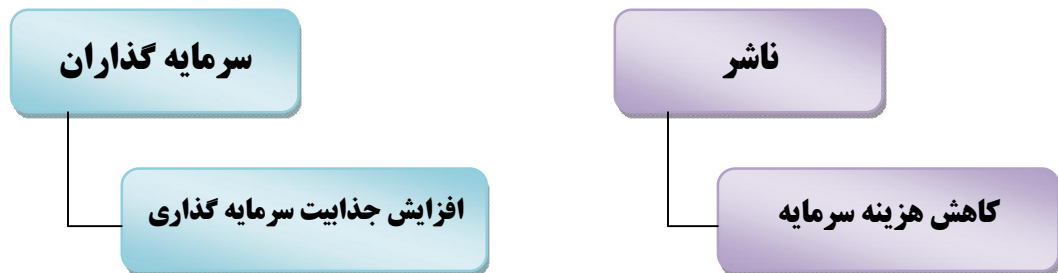 ناشر
سرمایه گذاران
کاهش هزینه سرمایه
افزایش جذابیت سرمایه گذاری